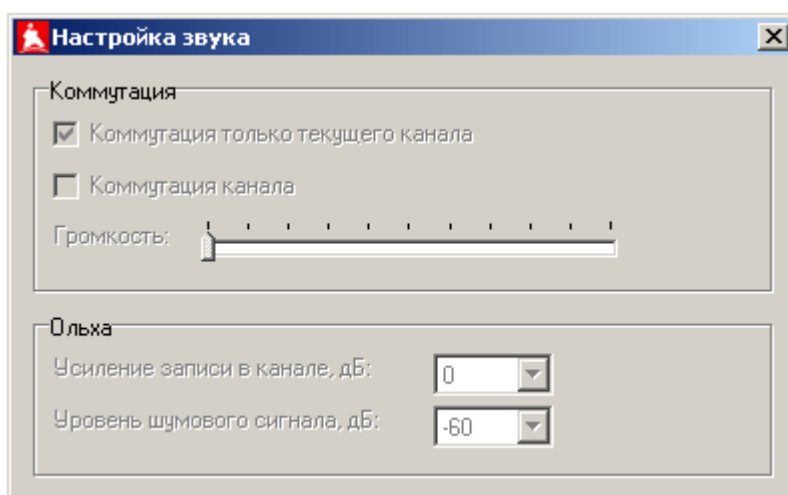 Настройка звука
Коммутация
Коммутация только текущего канала
Коммутация канала
Громкость:
Ольха
Усиление записи в канале, дБ: 0
Уровень шумового сигнала, дБ: -60